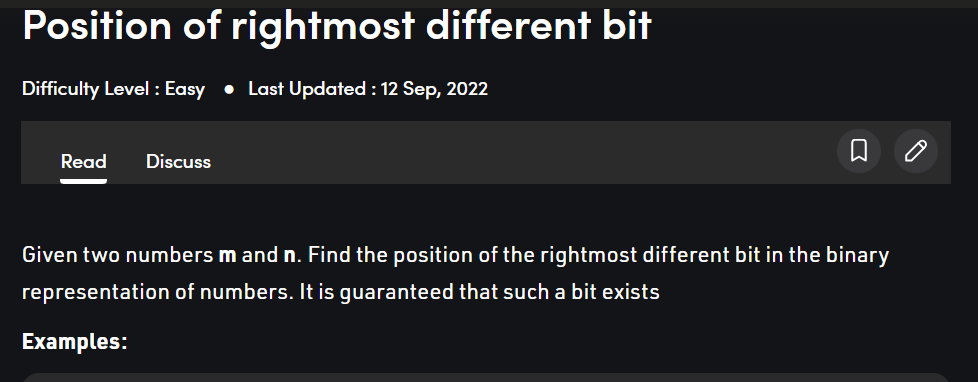 Position of rightmost different bit
Difficulty Level : Easy ● Last Updated : 12 Sep, 2022
Read Discuss
Given two numbers m and n. Find the position of the rightmost different bit in the binary
representation of numbers. It is guaranteed that such a bit exists
Examples: